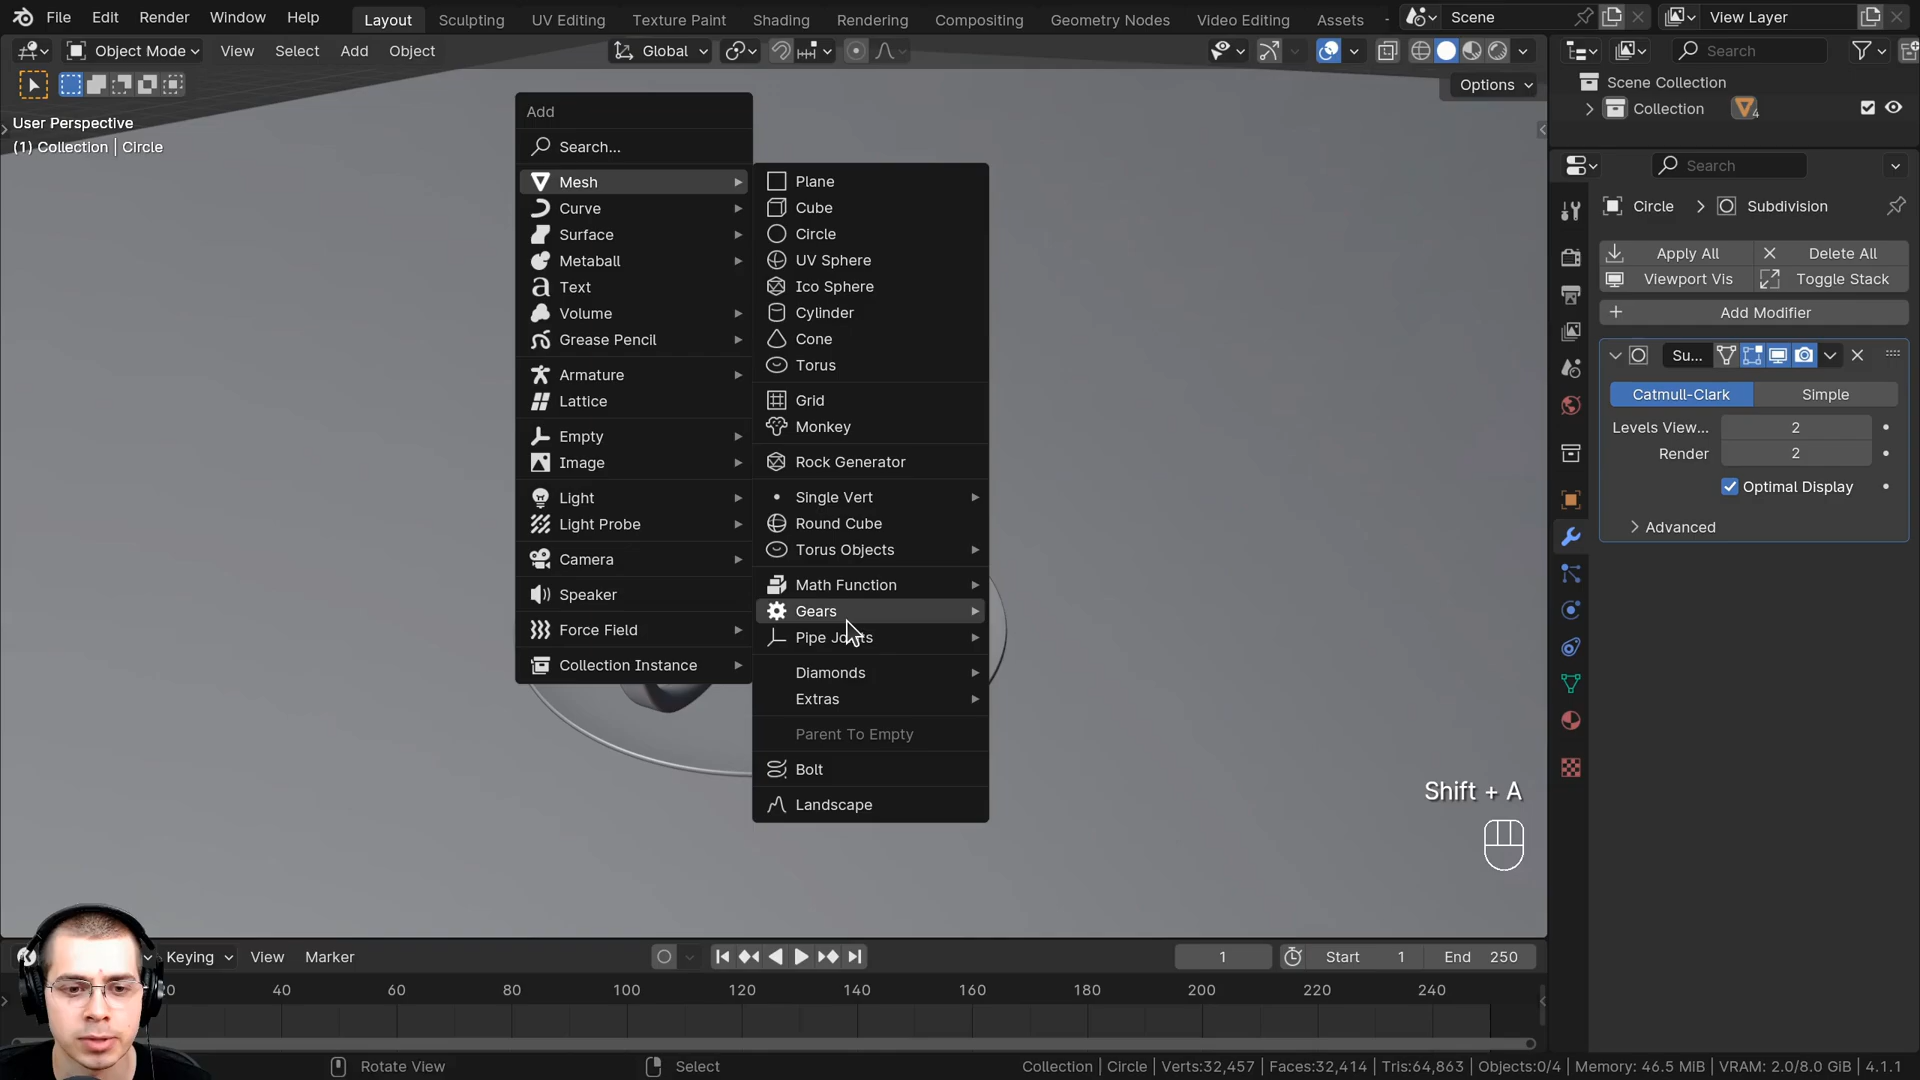 File Edit Render Window Help Layout Sculpting UV Editing Texture Paint Shading Rendering Compositing Geometry Nodes Video Editing Assets Scene View Layer
Object Mode View Select Add Object Global Search
Options
User Perspective
(1) Collection | Circle
Add
Search...
Mesh
Curve
Surface
Metaball
Text
Volume
Grease Pencil
Armature
Lattice
Empty
Image
Light
Light Probe
Camera
Speaker
Force Field
Collection Instance
Plane
Cube
Circle
UV Sphere
Ico Sphere
Cylinder
Cone
Torus
Grid
Monkey
Rock Generator
Single Vert
Round Cube
Torus Objects
Math Function
Gears
Pipe
Diamonds
Extras
Parent To Empty
Bolt
Landscape
Shift + A
Scene Collection
Collection 4
Search
Circle > Subdivision
Apply All Delete All
Viewport Vis Toggle Stack
Add Modifier
Su...
Catmull-Clark Simple
Levels View... 2
Render 2
Optimal Display
Advanced
Keying View Marker 1 Start 1 End 250
40 60 80 100 120 140 160 180 200 220 240
Rotate View Select Collection | Circle | Verts:32,457 | Faces:32,414 | Tris:64,863 | Objects:0/4 | Memory: 46.5 MiB | VRAM: 2.0/8.0 GiB | 4.1.1